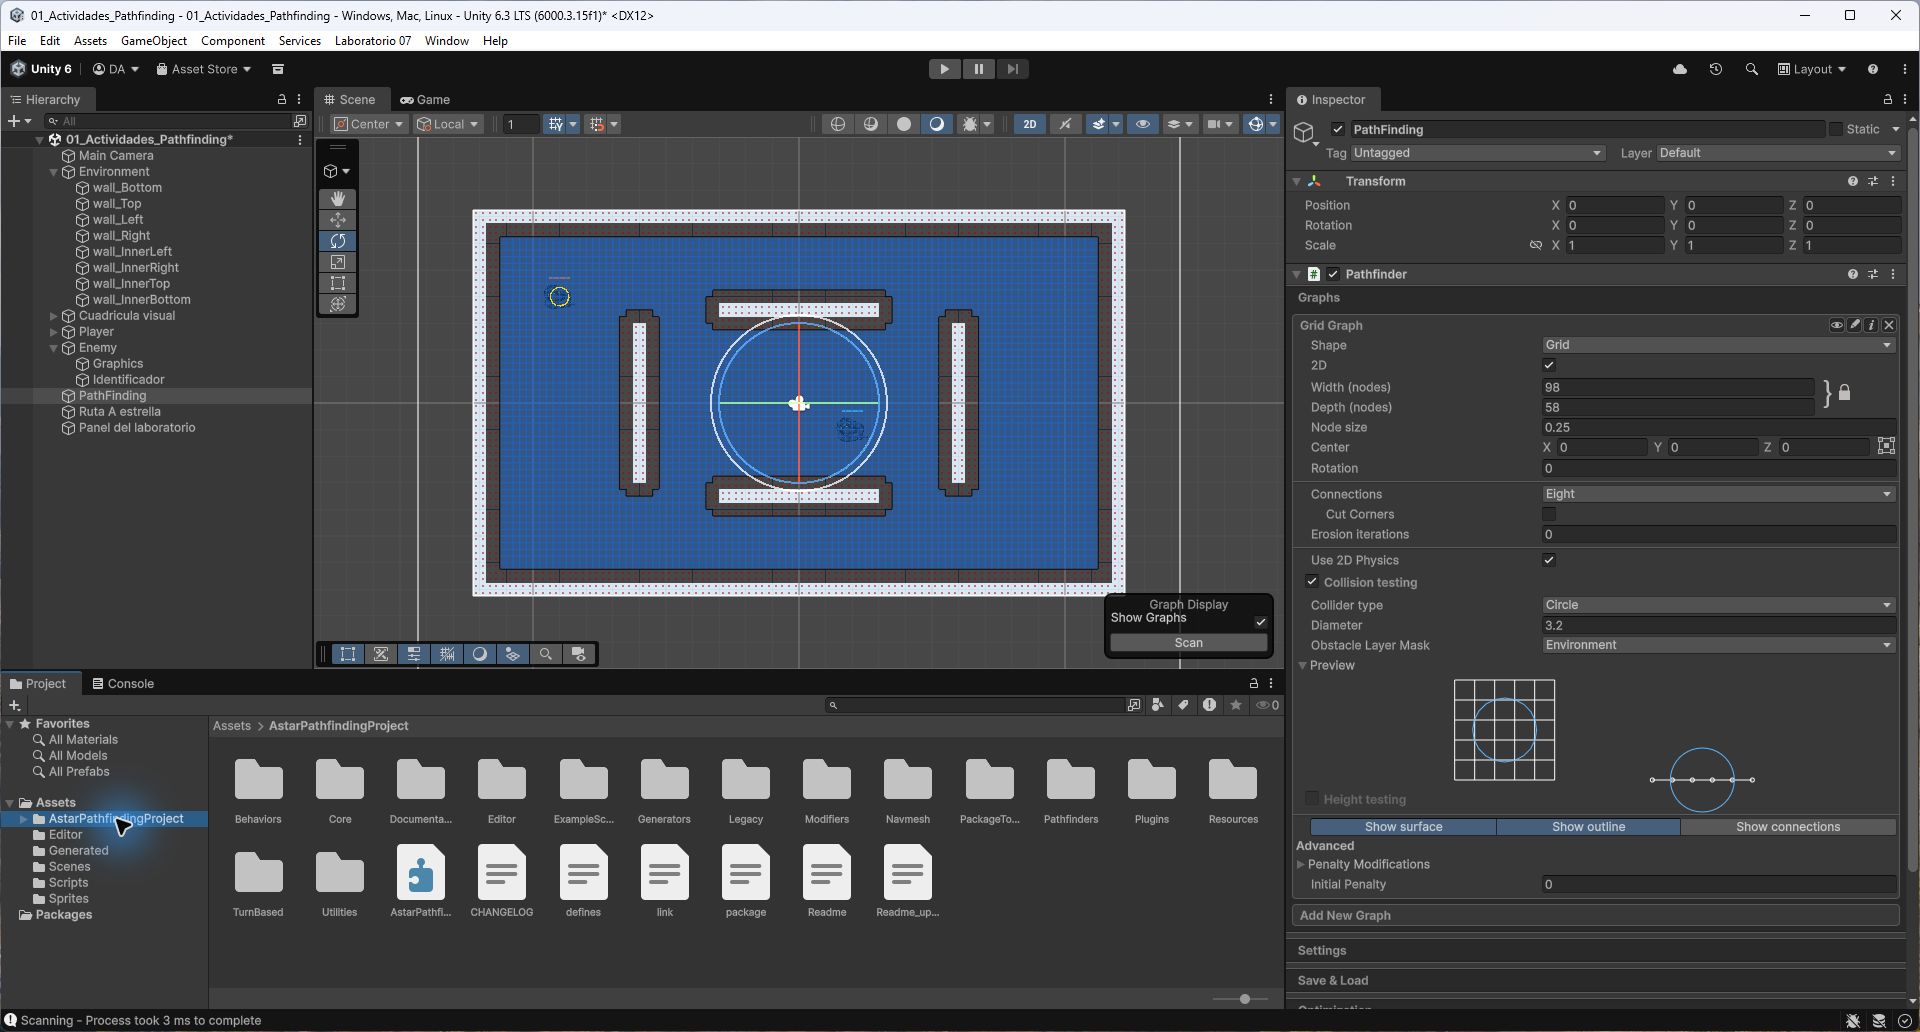 01_Actividades_Pathfinding - 01_Actividades_Pathfinding - Windows, Mac, Linux - Unity 6.3 LTS (6000.3.15f1)* <DX12>
File Edit Assets GameObject Component Services Laboratorio 07 Window Help
Unity 6 DA Asset Store Layout
Hierarchy
All
01_Actividades_Pathfinding*
Main Camera
Environment
wall_Bottom
wall_Top
wall_Left
wall_Right
wall_InnerLeft
wall_InnerRight
wall_InnerTop
wall_InnerBottom
Cuadricula visual
Player
Enemy
Graphics
Identificador
PathFinding
Ruta A estrella
Panel del laboratorio
Scene Game
Center Local 1 2D
Graph Display
Show Graphs
Scan
Inspector
PathFinding Static
Tag Untagged Layer Default
Transform
Position X 0 Y 0 Z 0
Rotation X 0 Y 0 Z 0
Scale X 1 Y 1 Z 1
# Pathfinder
Graphs
Grid Graph
Shape Grid
2D
Width (nodes) 98
Depth (nodes) 58
Node size 0.25
Center X 0 Y 0 Z 0
Rotation 0
Connections Eight
Cut Corners
Erosion iterations 0
Use 2D Physics
Collision testing
Collider type Circle
Diameter 3.2
Obstacle Layer Mask Environment
Preview
Height testing
Show surface Show outline Show connections
Advanced
Penalty Modifications
Initial Penalty 0
Add New Graph
Settings
Save & Load
Project Console
0
Favorites
All Materials
All Models
All Prefabs
Assets
AstarPathfindingProject
Editor
Generated
Scenes
Scripts
Sprites
Packages
Assets > AstarPathfindingProject
Behaviors Core Documenta... Editor ExampleSc... Generators Legacy Modifiers Navmesh PackageTo... Pathfinders Plugins Resources
TurnBased Utilities AstarPathfi... CHANGELOG defines link package Readme Readme_up...
Scanning - Process took 3 ms to complete